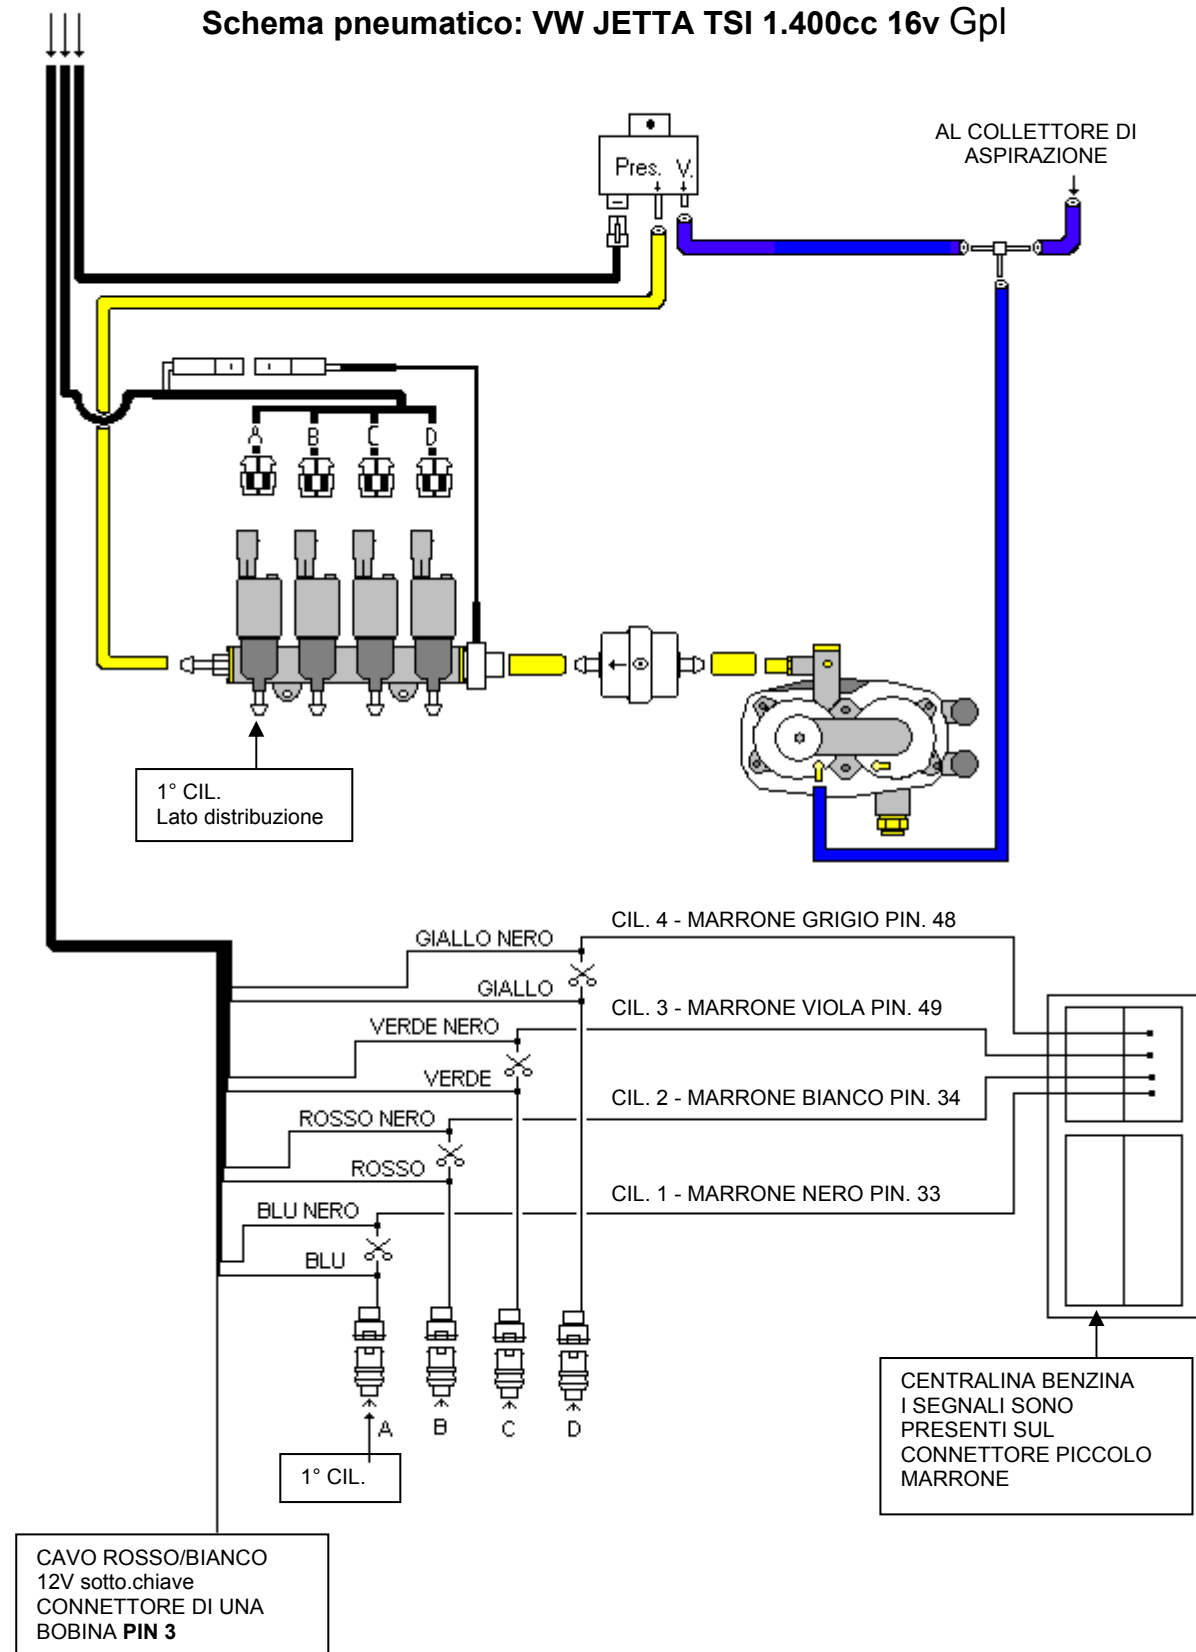 Schema pneumatico: VW JETTA TSI 1.400cc 16v Gpl
AL COLLETTORE DI
ASPIRAZIONE
Pres. V.
A B C D
1° CIL.
Lato distribuzione
CIL. 4 - MARRONE GRIGIO PIN. 48
GIALLO NERO
GIALLO
CIL. 3 - MARRONE VIOLA PIN. 49
VERDE NERO
VERDE
CIL. 2 - MARRONE BIANCO PIN. 34
ROSSO NERO
ROSSO
CIL. 1 - MARRONE NERO PIN. 33
BLU NERO
BLU
A B C D
1° CIL.
CENTRALINA BENZINA
I SEGNALI SONO
PRESENTI SUL
CONNETTORE PICCOLO
MARRONE
CAVO ROSSO/BIANCO
12V sotto.chiave
CONNETTORE DI UNA
BOBINA PIN 3